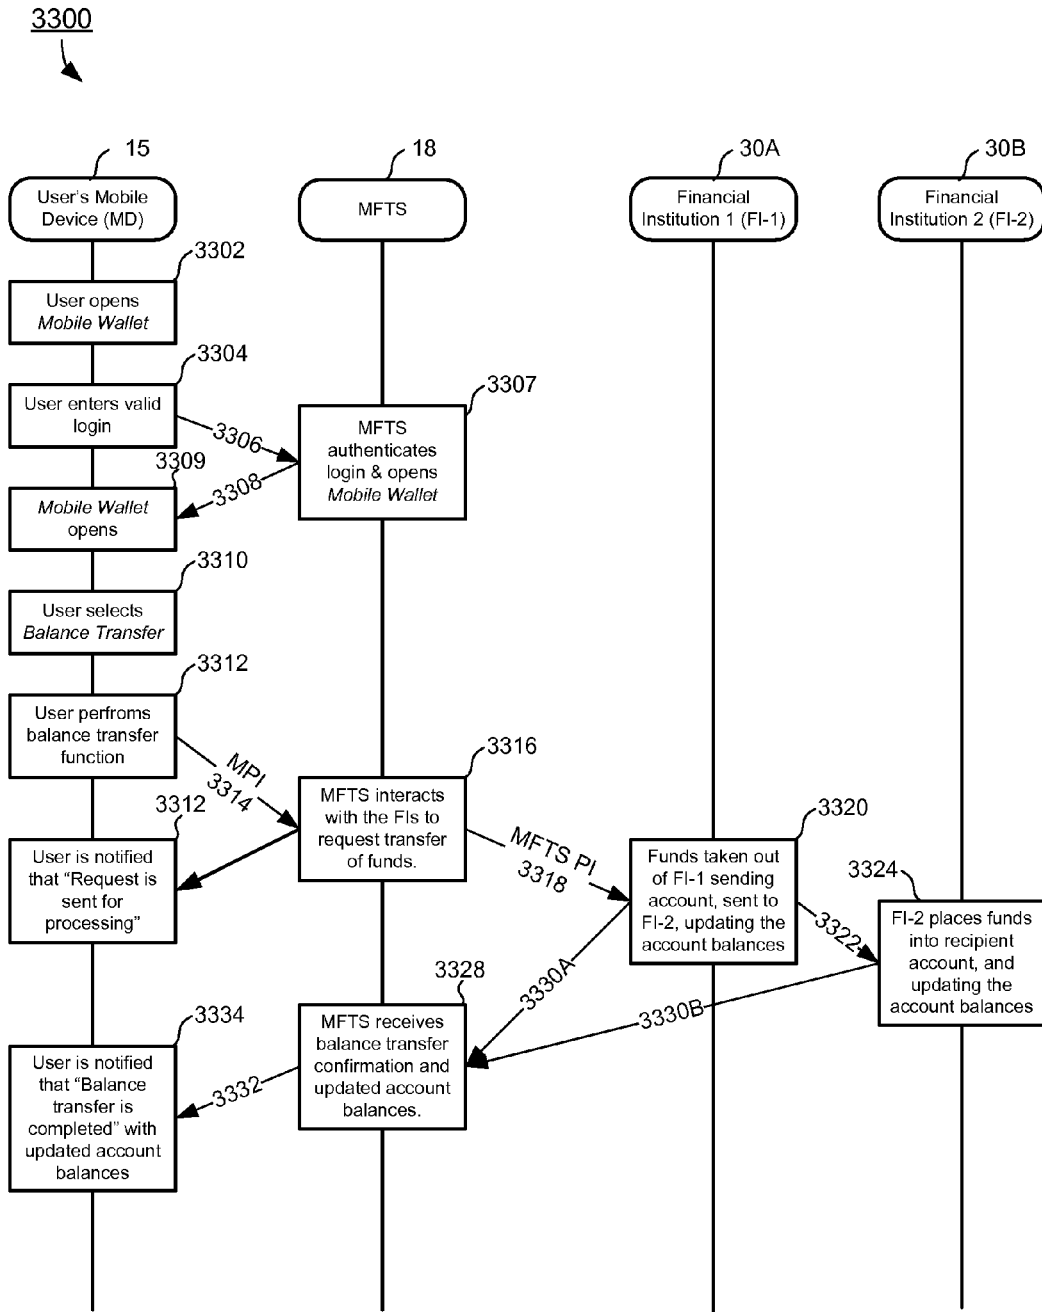 3300
15
18
30A
30B
User's Mobile
Device (MD)
MFTS
Financial
Institution 1 (FI-1)
Financial
Institution 2 (FI-2)
3302
User opens
Mobile Wallet
3304
User enters valid
login
3306
3307
MFTS
authenticates
login & opens
Mobile Wallet
3308
3309
Mobile Wallet
opens
3310
User selects
Balance Transfer
3312
User perfroms
balance transfer
function
MPI
3314
3316
MFTS interacts
with the FIs to
request transfer
of funds.
3312
User is notified
that “Request is
sent for
processing”
MFTS PI
3318
3320
Funds taken out
of FI-1 sending
account, sent to
FI-2, updating the
account balances
3322
3324
FI-2 places funds
into recipient
account, and
updating the
account balances
3330A
3330B
3328
MFTS receives
balance transfer
confirmation and
updated account
balances.
3332
3334
User is notified
that “Balance
transfer is
completed” with
updated account
balances